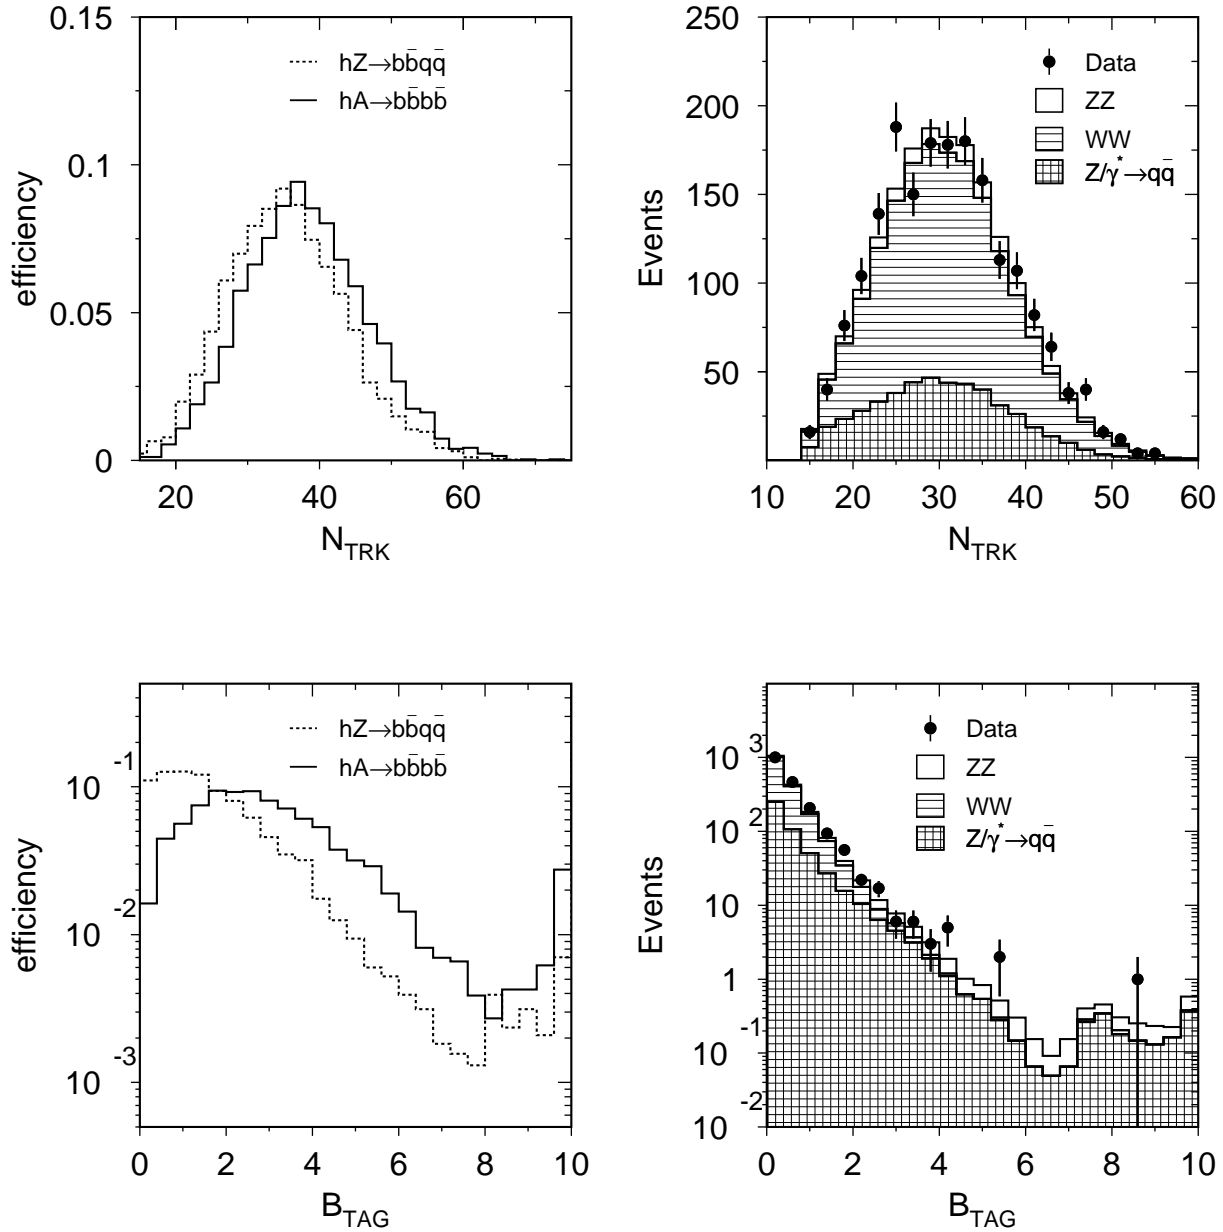 0.15
0.1
0.05
0
efficiency
20 40 60
N_TRK
hZ→bb̄qq̄
hA→bb̄bb̄
250
200
150
100
50
Events
10 20 30 40 50 60
N_TRK
Data
ZZ
WW
Z/γ*→qq̄
10^-1
10^-2
10^-3
efficiency
0 2 4 6 8 10
B_TAG
hZ→bb̄qq̄
hA→bb̄bb̄
10^3
10^2
10
1
10^-1
10^-2
Events
0 2 4 6 8 10
B_TAG
Data
ZZ
WW
Z/γ*→qq̄